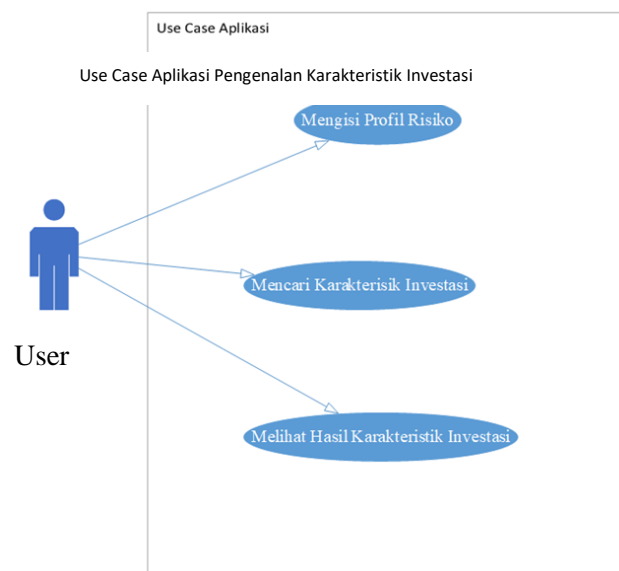 Use Case Aplikasi
Use Case Aplikasi Pengenalan Karakteristik Investasi
Mengisi Profil Risiko
Mencari Karakterisik Investasi
User
Melihat Hasil Karakteristik Investasi